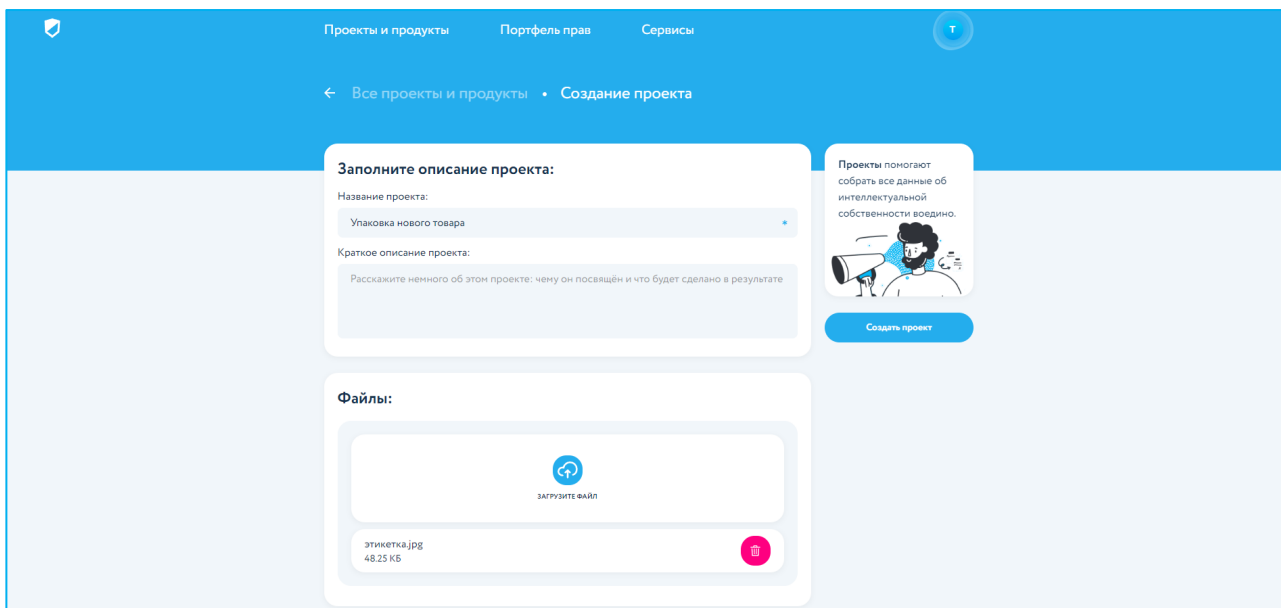 Проекты и продукты Портфель прав Сервисы Т
← Все проекты и продукты • Создание проекта
Заполните описание проекта:
Название проекта:
Упаковка нового товара *
Краткое описание проекта:
Расскажите немного об этом проекте: чему он посвящён и что будет сделано в результате
Проекты помогают
собрать все данные об
интеллектуальной
собственности воедино.
Создать проект
Файлы:
ЗАГРУЗИТЕ ФАЙЛ
этикетка.jpg
48.25 КБ